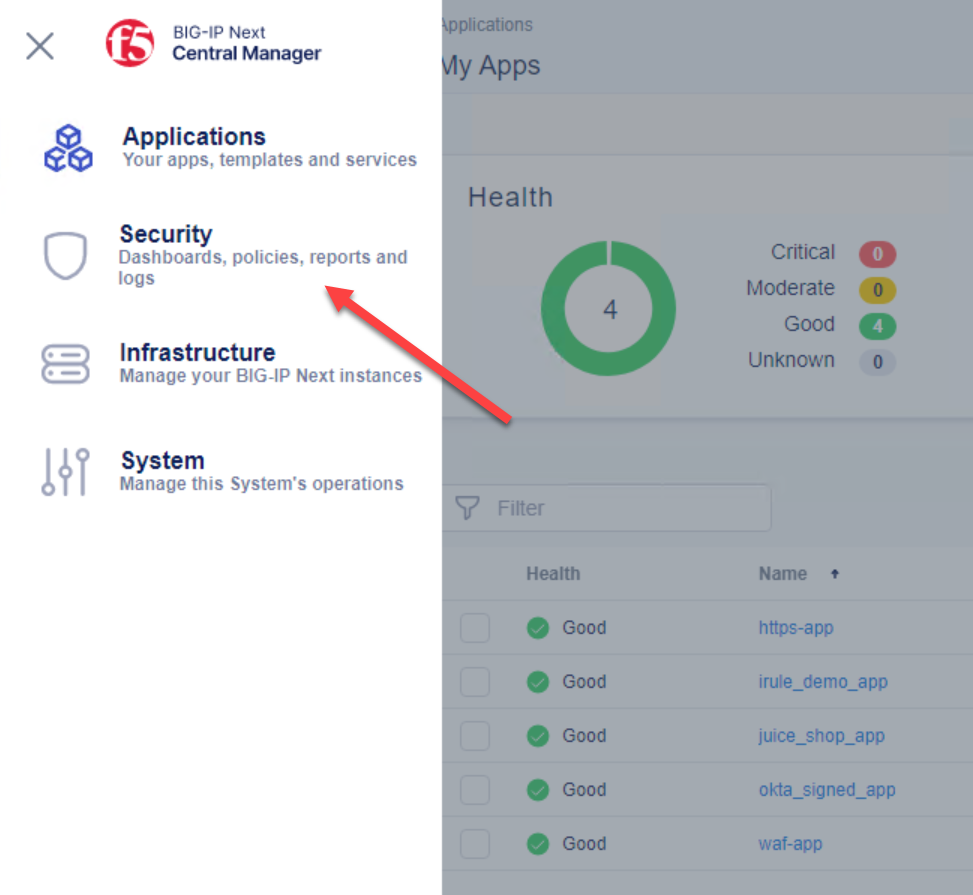 f5
BIG-IP Next
Central Manager
Applications
Your apps, templates and services
Security
Dashboards, policies, reports and
logs
Infrastructure
Manage your BIG-IP Next instances
System
Manage this System's operations
Applications
My Apps
Health
4
Critical 0
Moderate 0
Good 4
Unknown 0
Filter
Health Name
Good https-app
Good irule_demo_app
Good juice_shop_app
Good okta_signed_app
Good waf-app